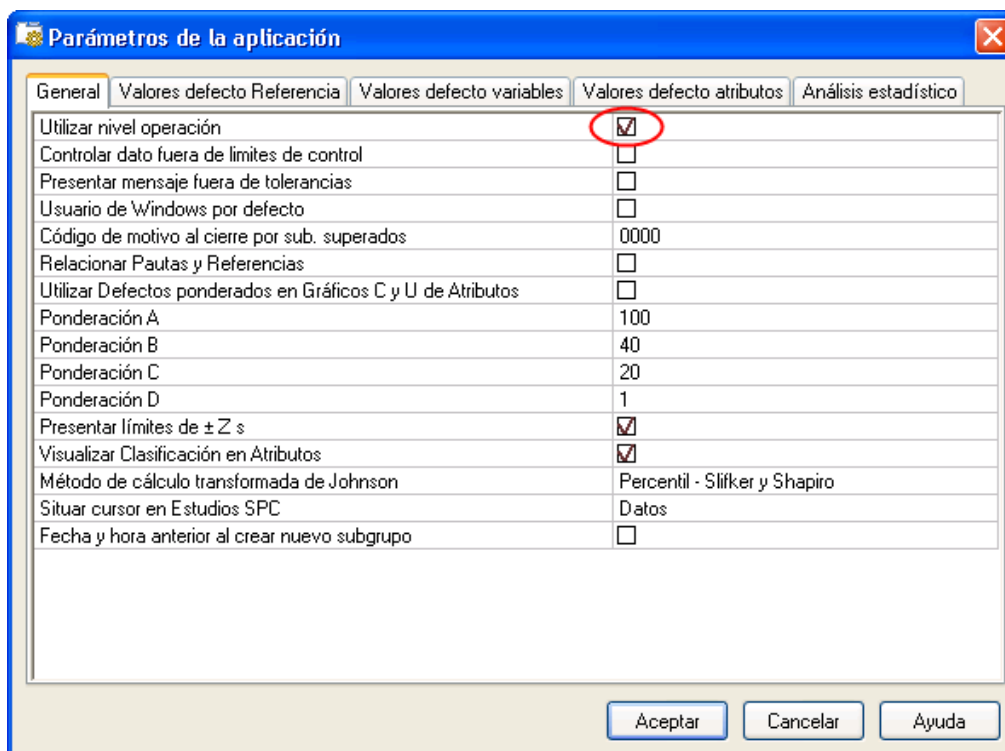 Parámetros de la aplicación
General Valores defecto Referencia Valores defecto variables Valores defecto atributos Análisis estadístico
Utilizar nivel operación
Controlar dato fuera de limites de control
Presentar mensaje fuera de tolerancias
Usuario de Windows por defecto
Código de motivo al cierre por sub. superados 0000
Relacionar Pautas y Referencias
Utilizar Defectos ponderados en Gráficos C y U de Atributos
Ponderación A 100
Ponderación B 40
Ponderación C 20
Ponderación D 1
Presentar límites de ± Z s
Visualizar Clasificación en Atributos
Método de cálculo transformada de Johnson Percentil - Slifker y Shapiro
Situar cursor en Estudios SPC Datos
Fecha y hora anterior al crear nuevo subgrupo
Aceptar Cancelar Ayuda